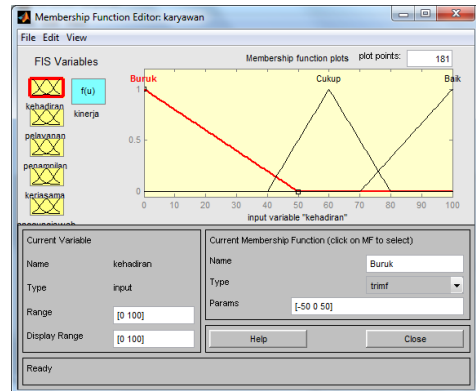 Membership Function Editor: karyawan
File Edit View
FIS Variables
Membership function plots plot points: 181
f(u)
kehadiran
kinerja
pelayanan
penampilan
kerjasama
Buruk Cukup Baik
1
0.5
0
0 10 20 30 40 50 60 70 80 90 100
input variable "kehadiran"
Current Variable
Name kehadiran
Type input
Range [0 100]
Display Range [0 100]
Current Membership Function (click on MF to select)
Name Buruk
Type trimf
Params [-50 0 50]
Help Close
Ready